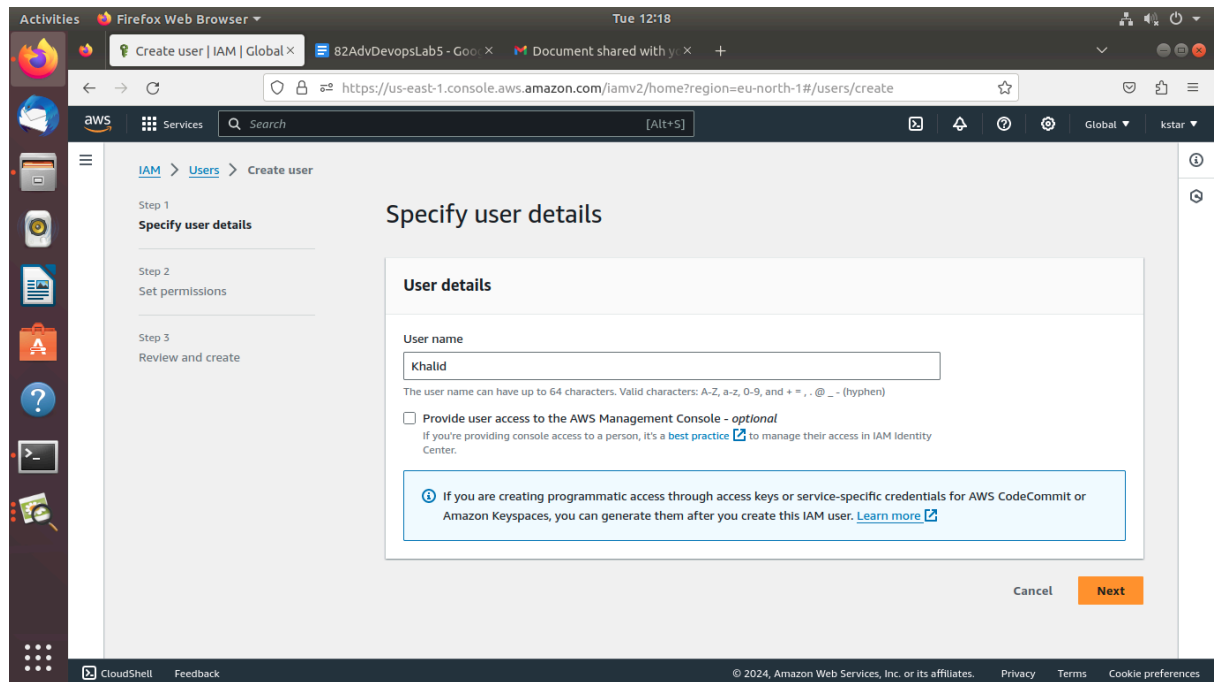 Activities Firefox Web Browser Tue 12:18
Create user | IAM | Global 82AdvDevopsLab5 - Goo Document shared with yo
https://us-east-1.console.aws.amazon.com/iamv2/home?region=eu-north-1#/users/create
aws Services Search [Alt+S] Global kstar
IAM > Users > Create user
Step 1
Specify user details
Step 2
Set permissions
Step 3
Review and create
Specify user details
User details
User name
Khalid
The user name can have up to 64 characters. Valid characters: A-Z, a-z, 0-9, and + = , . @ _ - (hyphen)
Provide user access to the AWS Management Console - optional
If you're providing console access to a person, it's a best practice to manage their access in IAM Identity
Center.
If you are creating programmatic access through access keys or service-specific credentials for AWS CodeCommit or
Amazon Keyspaces, you can generate them after you create this IAM user. Learn more
Cancel Next
CloudShell Feedback © 2024, Amazon Web Services, Inc. or its affiliates. Privacy Terms Cookie preferences